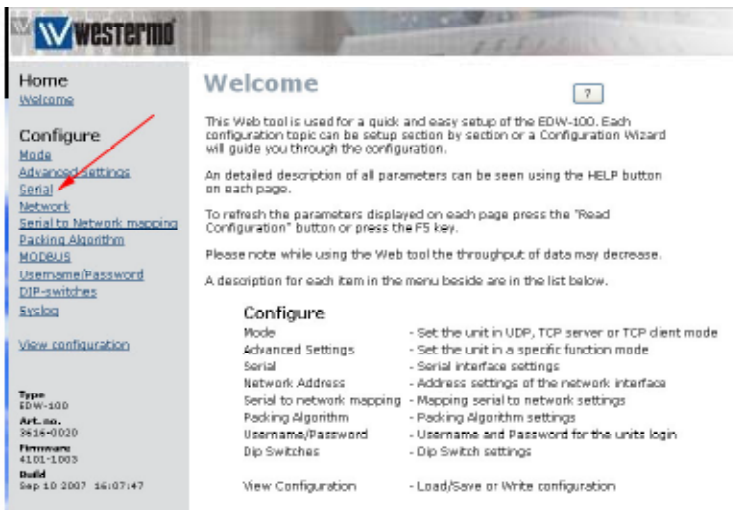 westermo
Home
Welcome
Configure
Mode
Advanced Settings
Serial
Network
Serial to Network mapping
Packing Algorithm
MODBUS
Username/Password
DIP-switches
Syslog
View configuration
Type
EDW-100
Art. no.
3616-0020
Firmware
4101-1003
Build
Sep 10 2007 16:07:47
Welcome
?
This Web tool is used for a quick and easy setup of the EDW-100. Each
configuration topic can be setup section by section or a Configuration Wizard
will guide you through the configuration.
An detailed description of all parameters can be seen using the HELP button
on each page.
To refresh the parameters displayed on each page press the "Read
Configuration" button or press the F5 key.
Please note while using the Web tool the throughput of data may decrease.
A description for each item in the menu beside are in the list below.
Configure
Mode - Set the unit in UDP, TCP server or TCP client mode
Advanced Settings - Set the unit in a specific function mode
Serial - Serial interface settings
Network Address - Address settings of the network interface
Serial to network mapping - Mapping serial to network settings
Packing Algorithm - Packing Algorithm settings
Username/Password - Username and Password for the units login
Dip Switches - Dip Switch settings
View Configuration - Load/Save or Write configuration